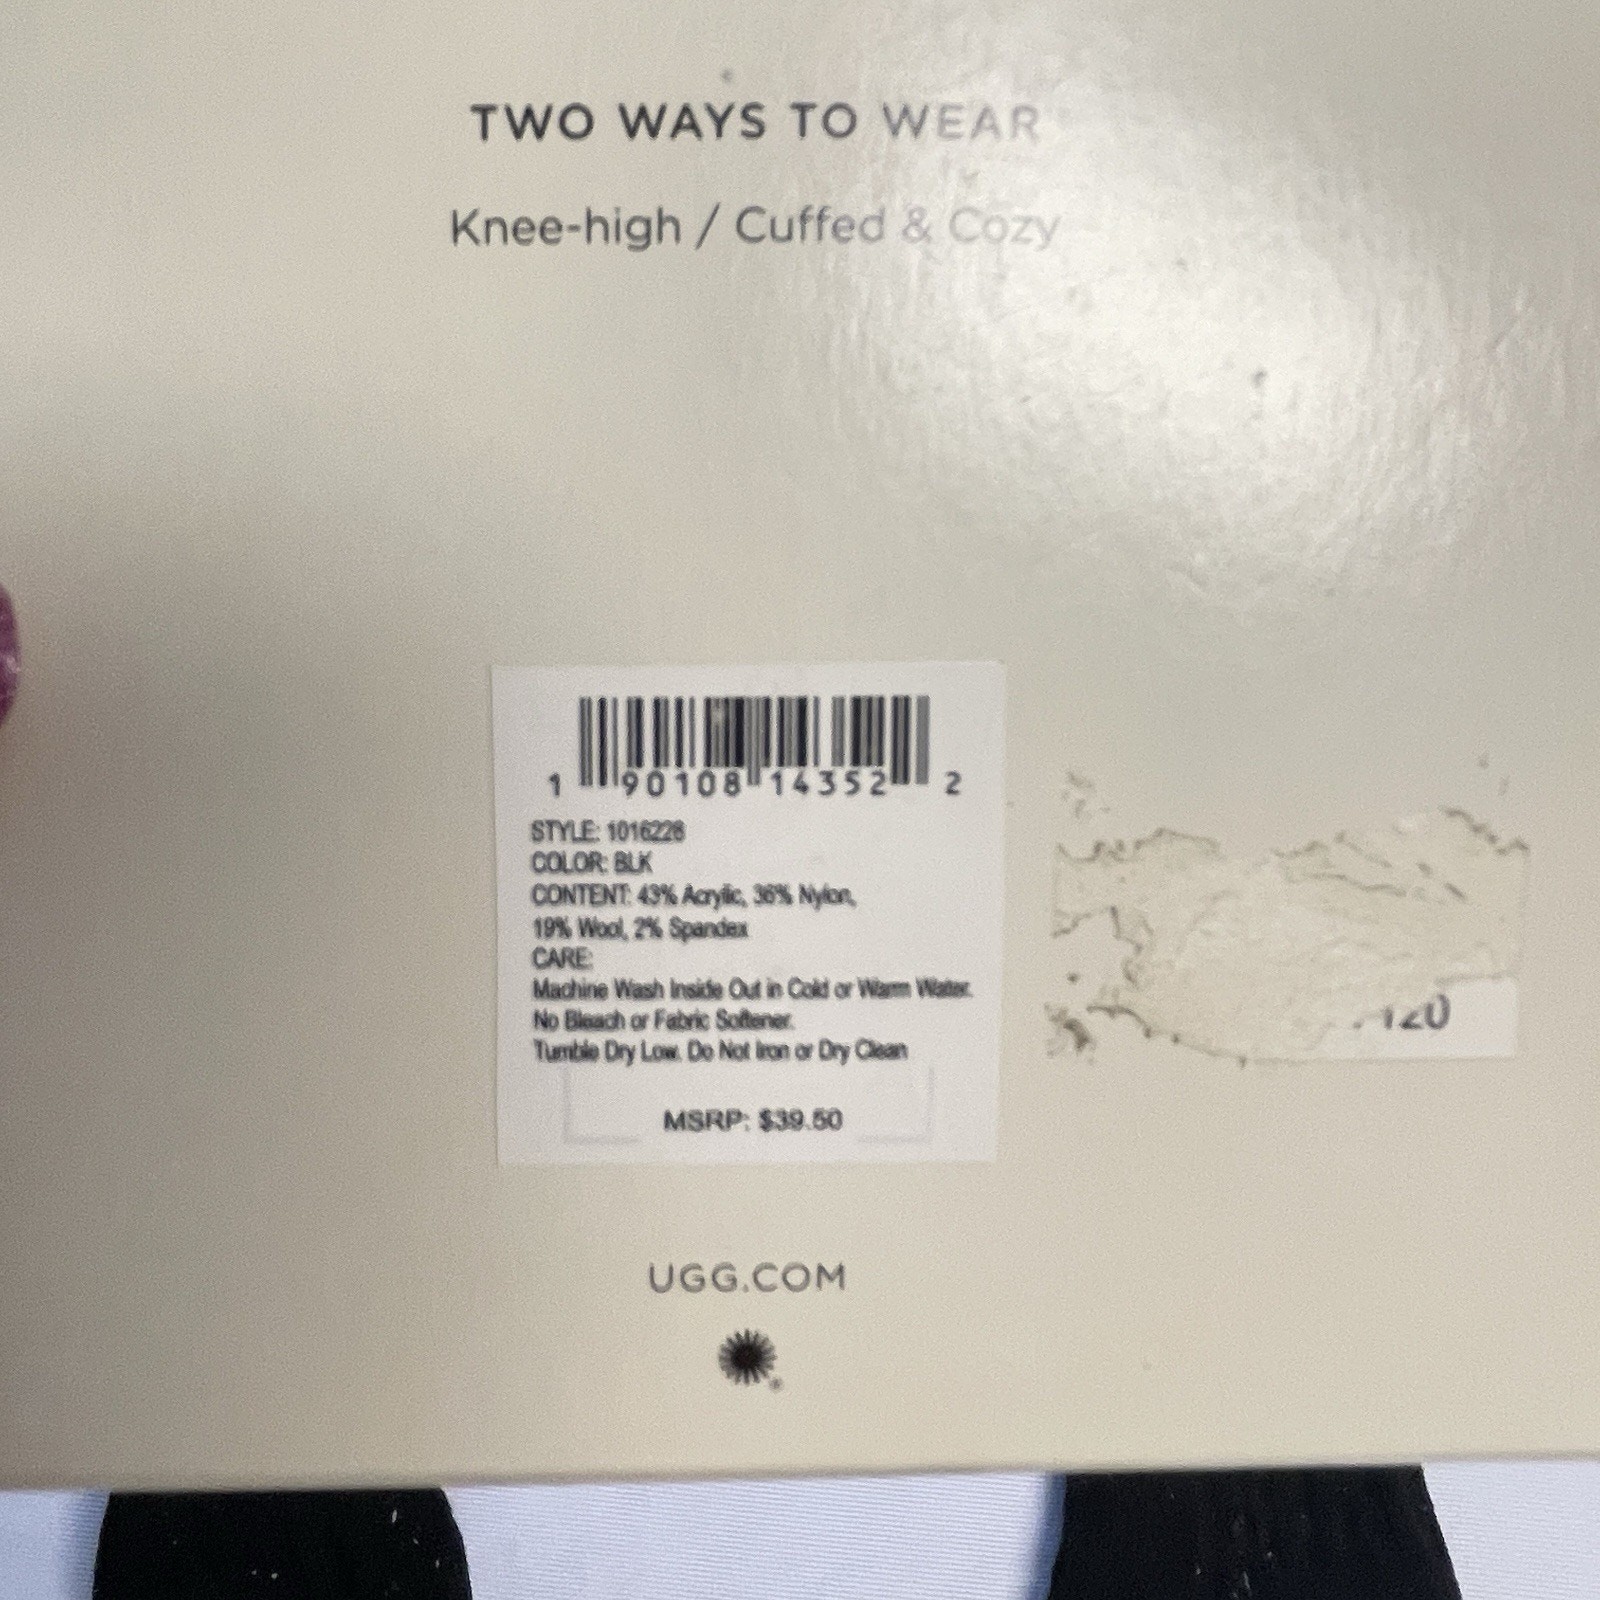 TWO WAYS TO WEAR
Knee-high / Cuffed & Cozy
1 90108 14352 2
STYLE: 1016226
COLOR: BLK
CONTENT: 43% Acrylic, 36% Nylon,
19% Wool, 2% Spandex
CARE:
Machine Wash Inside Out in Cold or Warm Water.
No Bleach or Fabric Softener.
Tumble Dry Low. Do Not Iron or Dry Clean
120
MSRP: $39.50
UGG.COM